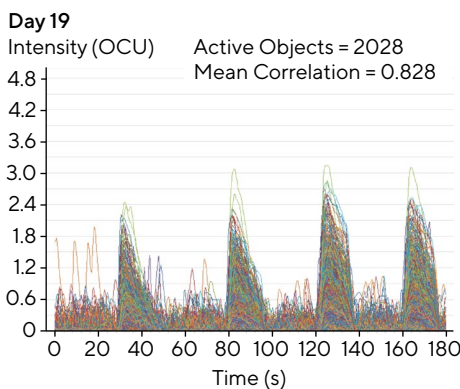 Day 19
Intensity (OCU)
Active Objects = 2028
Mean Correlation = 0.828
4.8
4.2
3.6
3.0
2.4
1.8
1.2
0.6
0
0 20 40 60 80 100 120 140 160 180
Time (s)